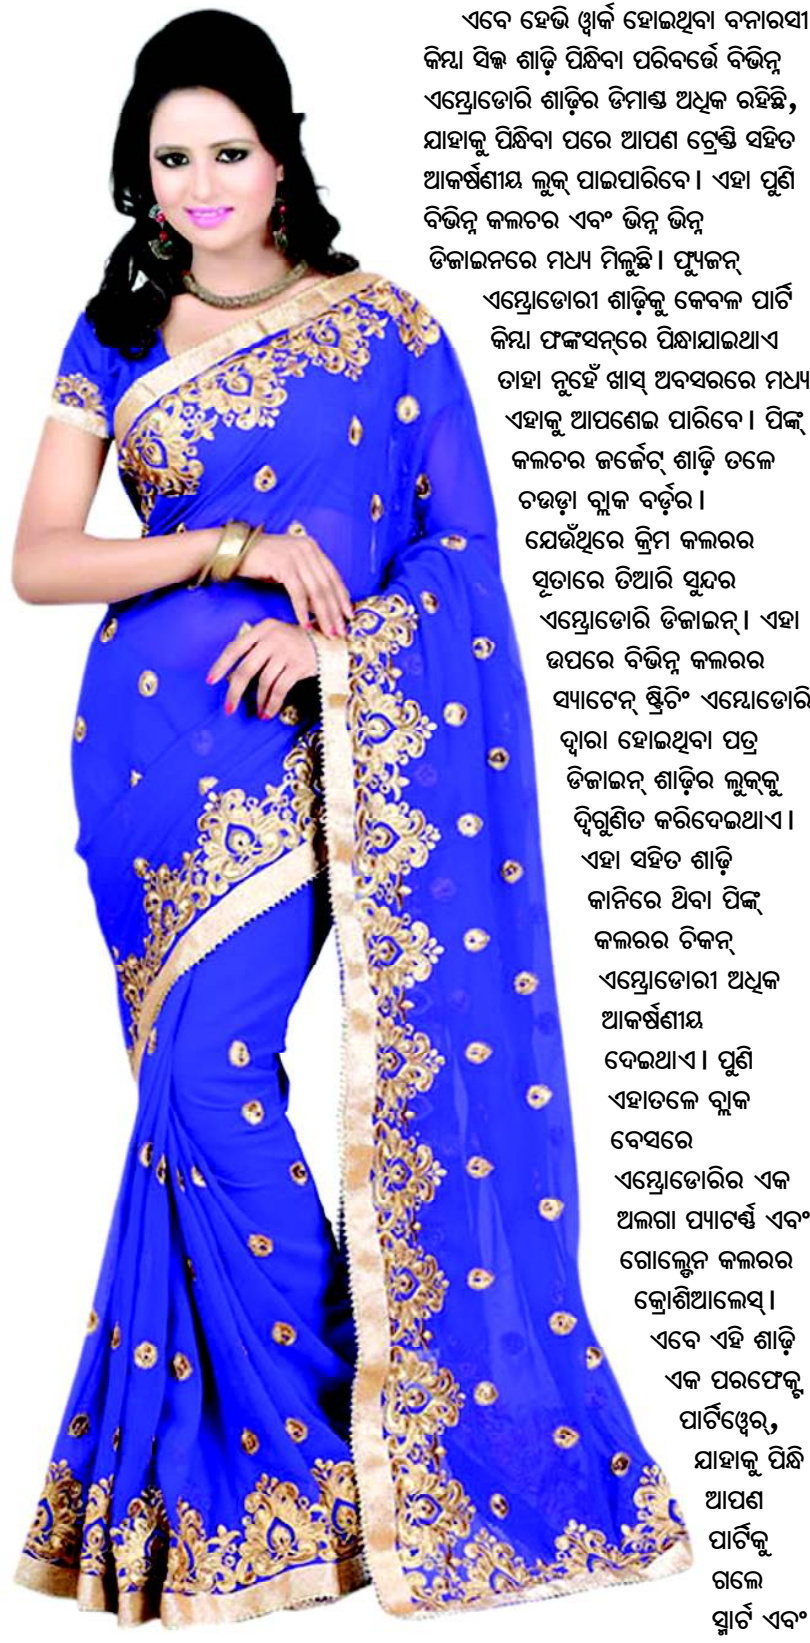 ଏବେ ହେଭି ୱାର୍କ ହୋଇଥିବା ବନାରସୀ
କିମ୍ବା ସିଲ୍କ ଶାଢ଼ି ପିନ୍ଧିବା ପରିବର୍ତ୍ତେ ବିଭିନ୍ନ
ଏମ୍ବ୍ରୋଡୋରି ଶାଢ଼ିର ଡିମାଣ୍ଡ ଅଧିକ ରହିଛି,
ଯାହାକୁ ପିନ୍ଧିବା ପରେ ଆପଣ ଟ୍ରେଣ୍ଡି ସହିତ
ଆକର୍ଷଣୀୟ ଲୁକ୍ ପାଇପାରିବେ। ଏହା ପୁଣି
ବିଭିନ୍ନ କଲଚର ଏବଂ ଭିନ୍ନ ଭିନ୍ନ
ଡିଜାଇନରେ ମଧ୍ୟ ମିଳୁଛି। ଫ୍ୟୁଜନ୍
ଏମ୍ବ୍ରୋଡୋରୀ ଶାଢ଼ିକୁ କେବଳ ପାର୍ଟି
କିମ୍ବା ଫଙ୍କସନ୍‌ରେ ପିନ୍ଧାଯାଇଥାଏ
ତାହା ନୁହେଁ ଖାସ୍ ଅବସରରେ ମଧ୍ୟ
ଏହାକୁ ଆପଣେଇ ପାରିବେ। ପିଙ୍କ୍
କଲଚର ଜର୍ଜେଟ୍ ଶାଢ଼ି ତଳେ
ଚଉଡ଼ା ବ୍ଲାକ ବର୍ଡ଼ର।
ଯେଉଁଥିରେ କ୍ରିମ କଲରର
ସୂତାରେ ତିଆରି ସୁନ୍ଦର
ଏମ୍ବ୍ରୋଡୋରି ଡିଜାଇନ୍। ଏହା
ଉପରେ ବିଭିନ୍ନ କଲରର
ସ୍ୟାଟେନ୍ ଷ୍ଟିଚିଂ ଏମ୍ବୋଡୋରି
ଦ୍ୱାରା ହୋଇଥିବା ପତ୍ର
ଡିଜାଇନ୍ ଶାଢ଼ିର ଲୁକ୍‌କୁ
ଦ୍ୱିଗୁଣିତ କରିଦେଇଥାଏ।
ଏହା ସହିତ ଶାଢ଼ି
କାନିରେ ଥିବା ପିଙ୍କ୍
କଲରର ଚିକନ୍
ଏମ୍ବ୍ରୋଡୋରୀ ଅଧିକ
ଆକର୍ଷଣୀୟ
ଦେଇଥାଏ। ପୁଣି
ଏହାତଳେ ବ୍ଲାକ
ବେସରେ
ଏମ୍ବ୍ରୋଡୋରିର ଏକ
ଅଲଗା ପ୍ୟାଟର୍ଣ୍ଣ ଏବଂ
ଗୋଲ୍ଡେନ କଲରର
କ୍ରୋଶିଆଲେସ୍।
ଏବେ ଏହି ଶାଢ଼ି
ଏକ ପରଫେକ୍ଟ
ପାର୍ଟିୱେର୍,
ଯାହାକୁ ପିନ୍ଧି
ଆପଣ
ପାର୍ଟିକୁ
ଗଲେ
ସ୍ମାର୍ଟ ଏବଂ